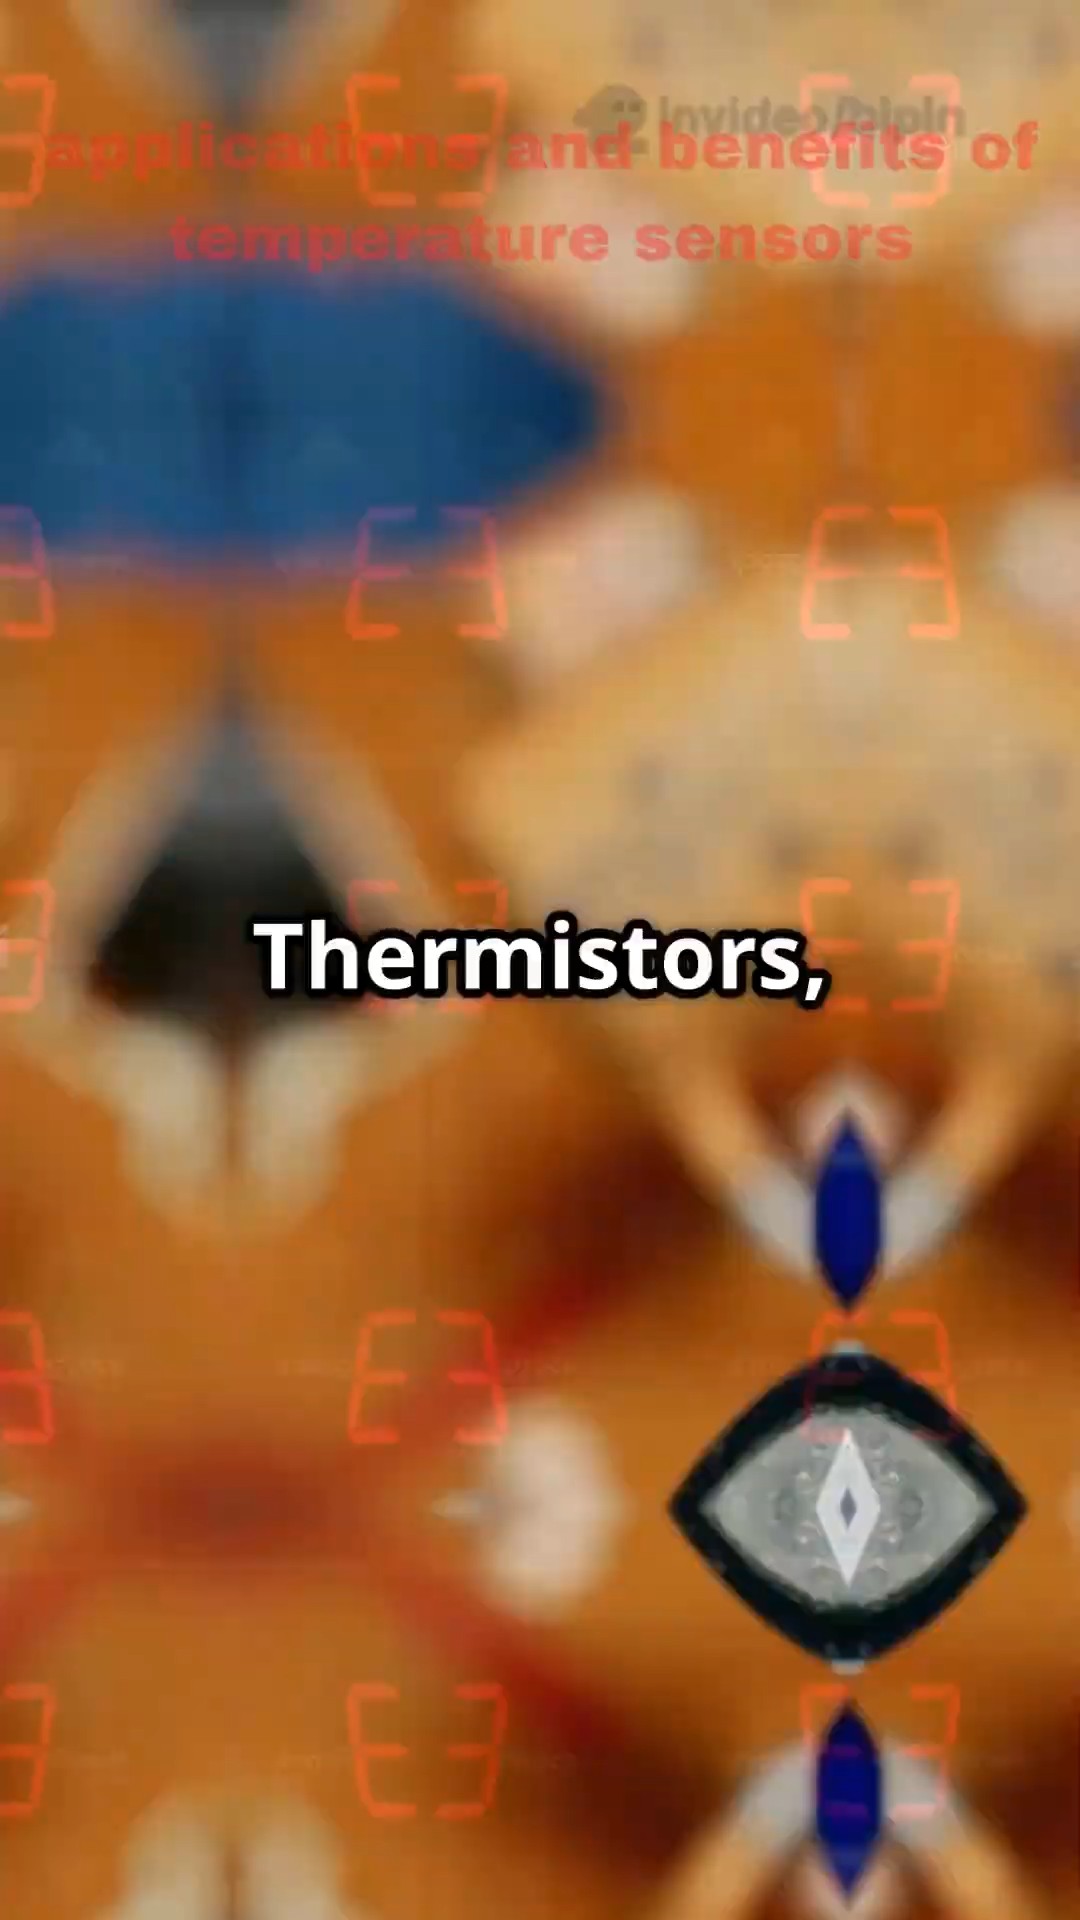 applications and benefits of
temperature sensors
Thermistors,